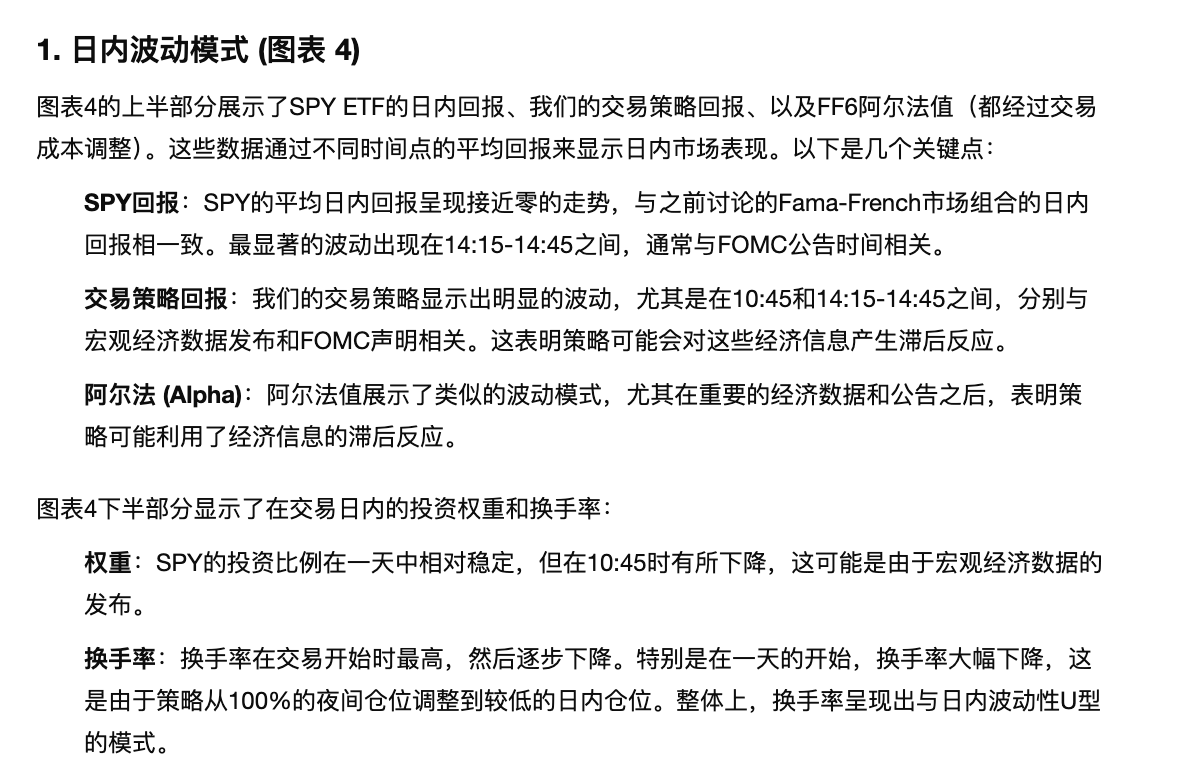 1. 日内波动模式 (图表 4)
图表4的上半部分展示了SPY ETF的日内回报、我们的交易策略回报、以及FF6阿尔法值（都经过交易
成本调整）。这些数据通过不同时间点的平均回报来显示日内市场表现。以下是几个关键点：
SPY回报：SPY的平均日内回报呈现接近零的走势，与之前讨论的Fama-French市场组合的日内
回报相一致。最显著的波动出现在14:15-14:45之间，通常与FOMC公告时间相关。
交易策略回报：我们的交易策略显示出明显的波动，尤其是在10:45和14:15-14:45之间，分别与
宏观经济数据发布和FOMC声明相关。这表明策略可能会对这些经济信息产生滞后反应。
阿尔法 (Alpha)：阿尔法值展示了类似的波动模式，尤其在重要的经济数据和公告之后，表明策
略可能利用了经济信息的滞后反应。
图表4下半部分显示了在交易日内的投资权重和换手率：
权重：SPY的投资比例在一天中相对稳定，但在10:45时有所下降，这可能是由于宏观经济数据的
发布。
换手率：换手率在交易开始时最高，然后逐步下降。特别是在一天的开始，换手率大幅下降，这
是由于策略从100%的夜间仓位调整到较低的日内仓位。整体上，换手率呈现出与日内波动性U型
的模式。